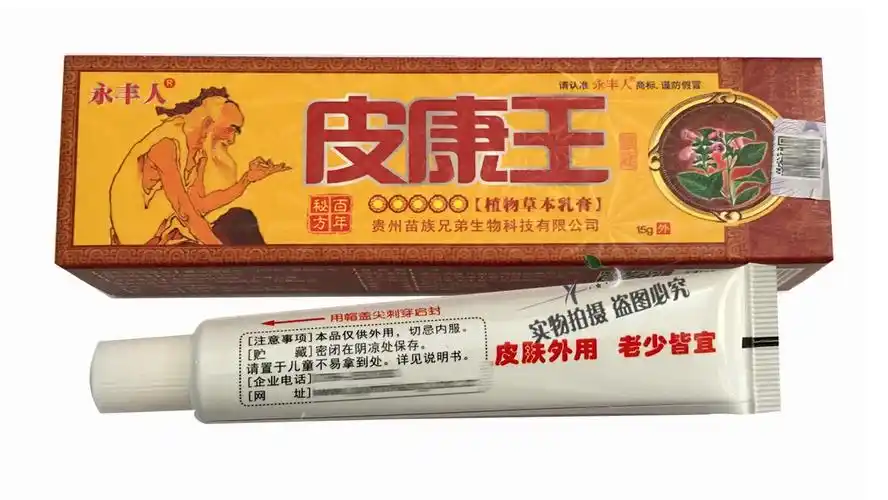 永丰人®
请认准 永丰人® 商标,谨防假冒
皮康王
百年
秘方
【植物草本乳膏】
贵州苗族兄弟生物科技有限公司
15g 外
用帽盖尖刺穿启封
[注意事项]本品仅供外用，切忌内服。
[贮 藏]密闭在阴凉处保存。
请置于儿童不易拿到处。详见说明书。
[企业电话]
[网 址]
实物拍摄 盗图必究
皮肤外用 老少皆宜